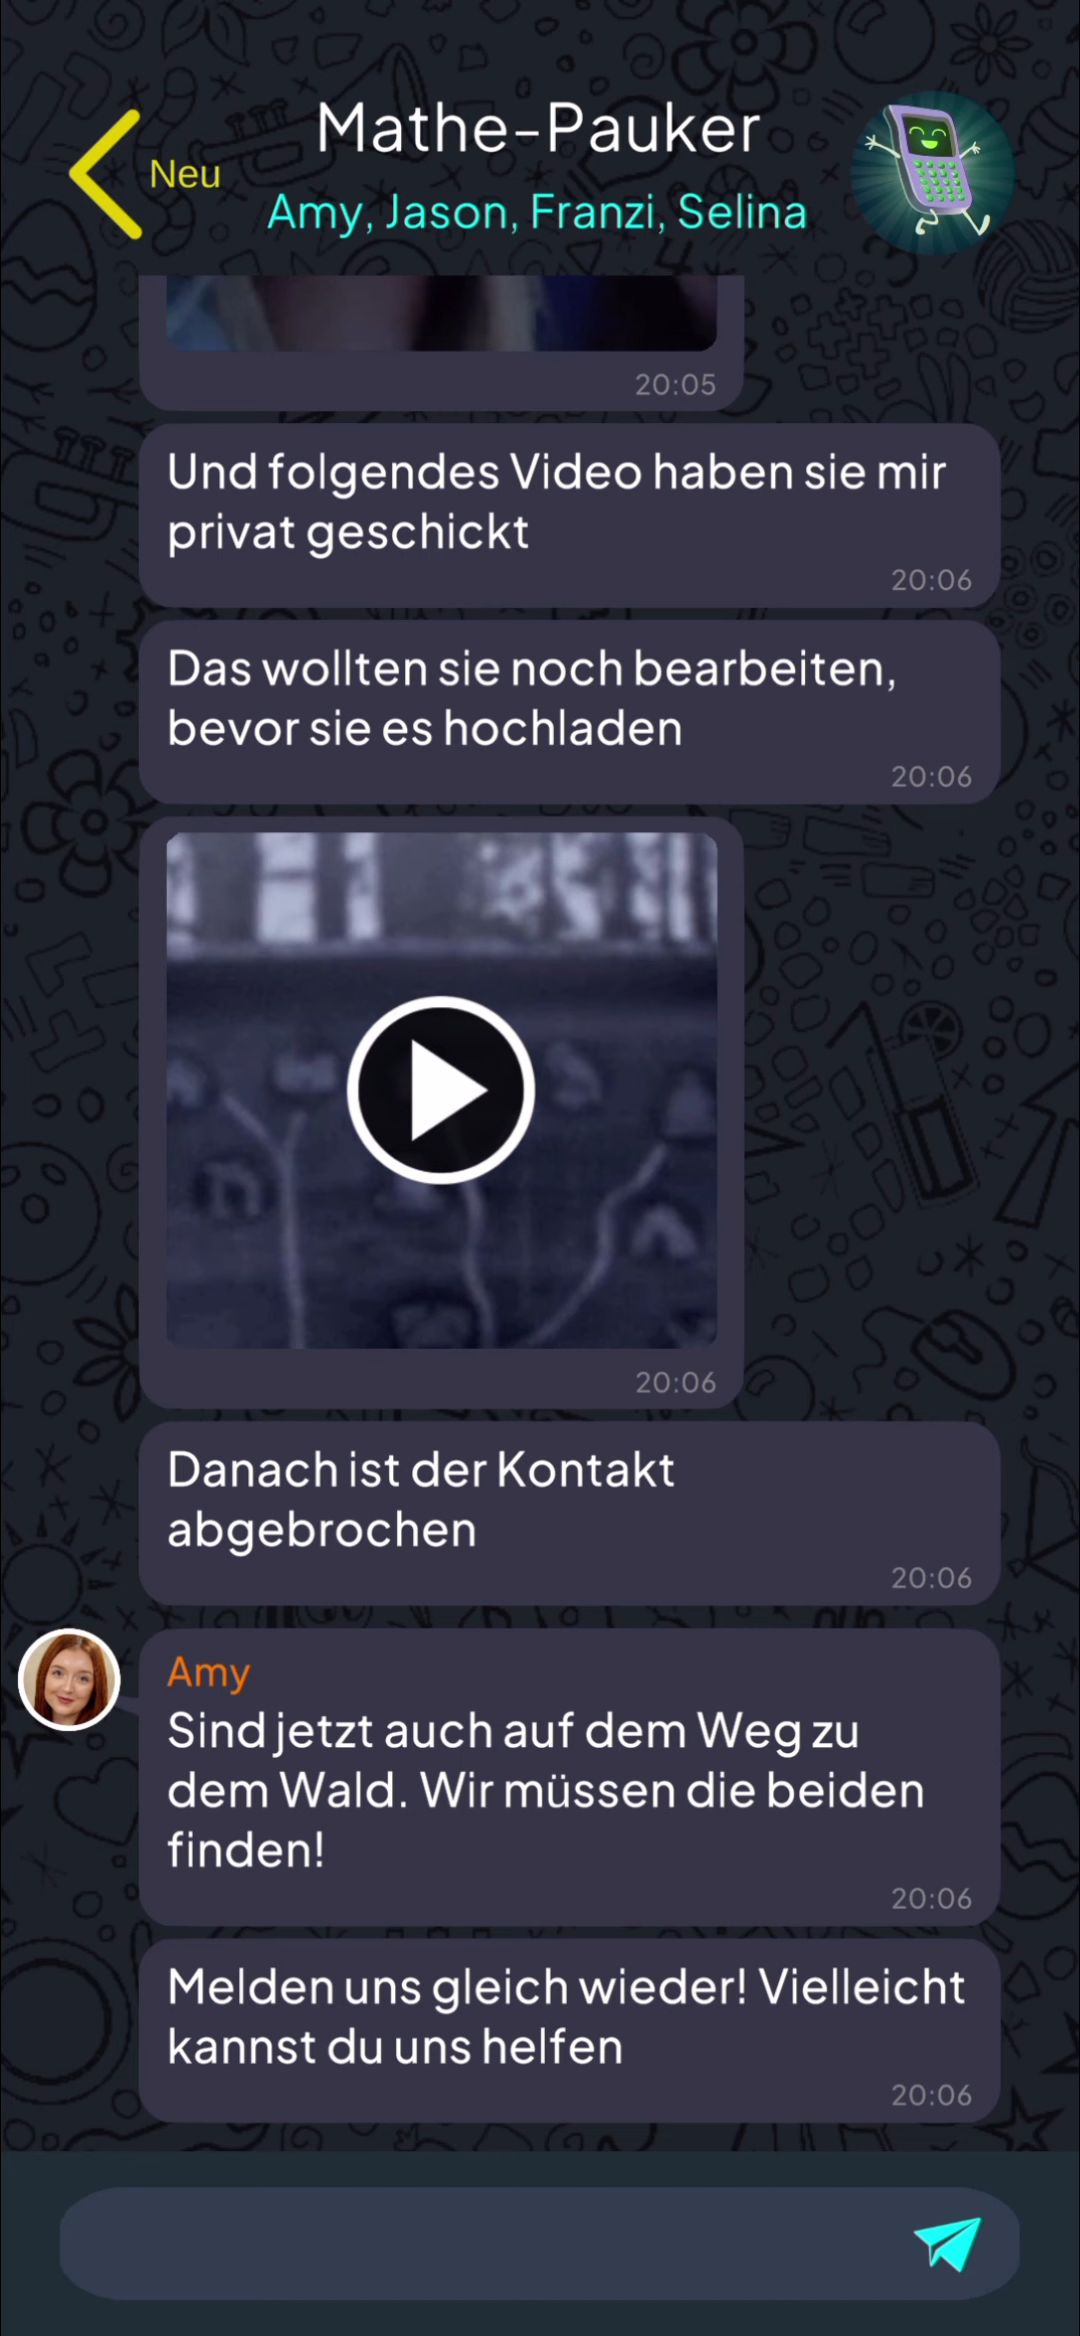 Mathe-Pauker
Neu
Amy, Jason, Franzi, Selina
20:05
Und folgendes Video haben sie mir
privat geschickt
20:06
Das wollten sie noch bearbeiten,
bevor sie es hochladen
20:06
20:06
Danach ist der Kontakt
abgebrochen
20:06
Amy
Sind jetzt auch auf dem Weg zu
dem Wald. Wir müssen die beiden
finden!
20:06
Melden uns gleich wieder! Vielleicht
kannst du uns helfen
20:06